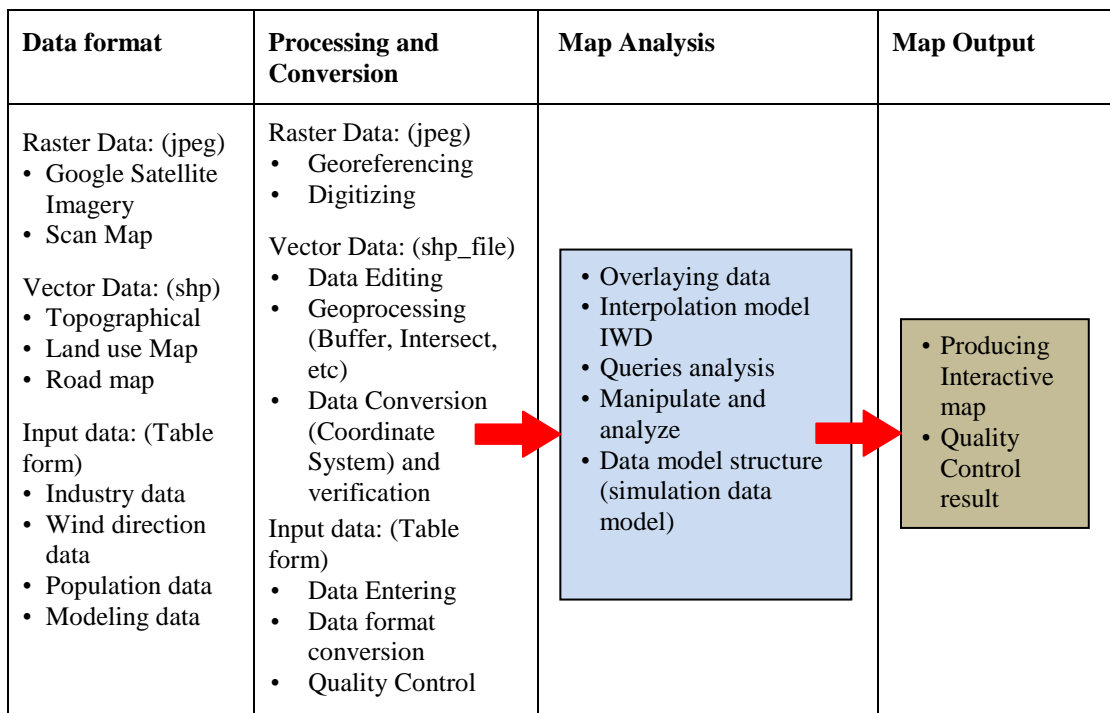 Data format
Processing and
Conversion
Map Analysis
Map Output
Raster Data: (jpeg)
• Google Satellite
Imagery
• Scan Map
Vector Data: (shp)
• Topographical
• Land use Map
• Road map
Input data: (Table
form)
• Industry data
• Wind direction
data
• Population data
• Modeling data
Raster Data: (jpeg)
• Georeferencing
• Digitizing
Vector Data: (shp_file)
• Data Editing
• Geoprocessing
(Buffer, Intersect,
etc)
• Data Conversion
(Coordinate
System) and
verification
Input data: (Table
form)
• Data Entering
• Data format
conversion
• Quality Control
• Overlaying data
• Interpolation model
IWD
• Queries analysis
• Manipulate and
analyze
• Data model structure
(simulation data
model)
• Producing
Interactive
map
• Quality
Control
result